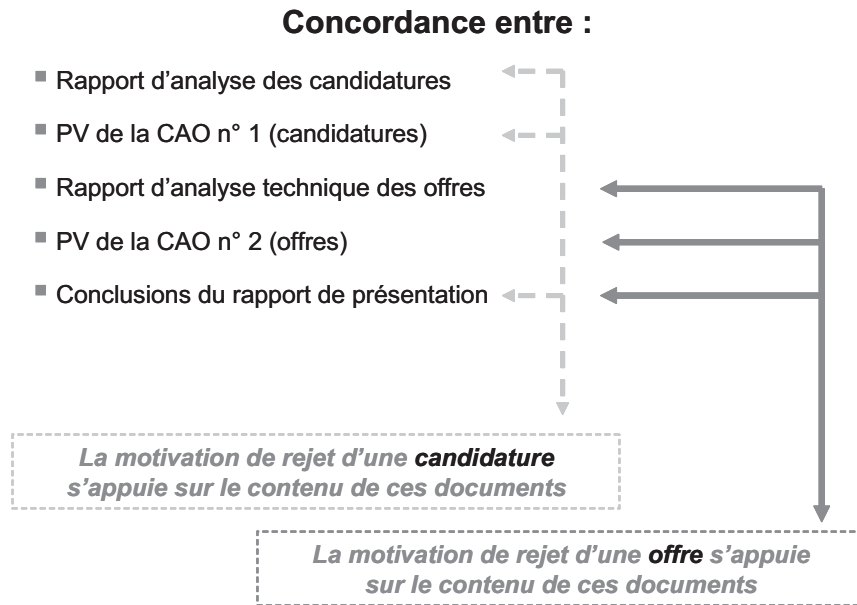 Concordance entre :
Rapport d'analyse des candidatures
PV de la CAO n° 1 (candidatures)
Rapport d'analyse technique des offres
PV de la CAO n° 2 (offres)
Conclusions du rapport de présentation
La motivation de rejet d'une candidature
s'appuie sur le contenu de ces documents
La motivation de rejet d'une offre s'appuie
sur le contenu de ces documents